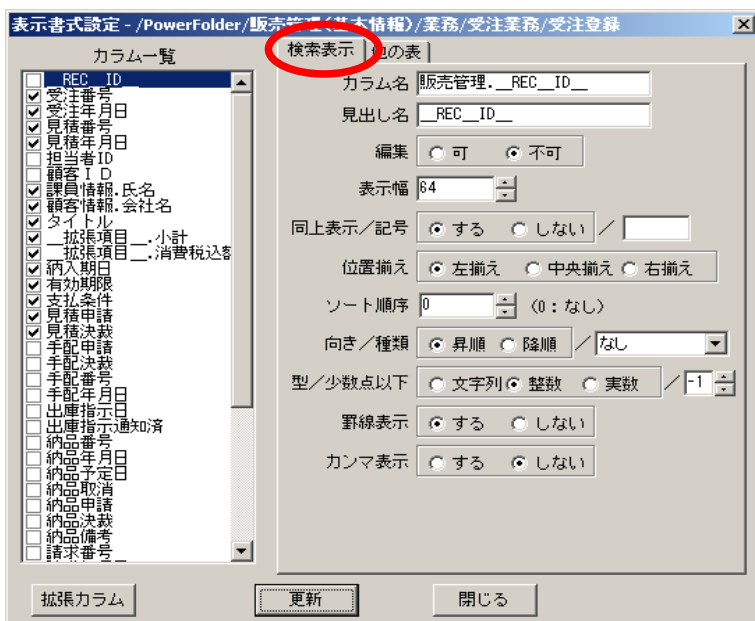 表示書式設定 - /PowerFolder/販売管理(基本情報)/業務/受注業務/受注登録
カラム一覧
__REC__ID__
受注番号
受注年月日
見積番号
見積年月日
担当者ID
顧客ID
課員情報.氏名
顧客情報.会社名
タイトル
__拡張項目__.小計
__拡張項目__.消費税込客
納入期日
有効期限
支払条件
見積申請
見積決裁
手配申請
手配決裁
手配番号
手配年月日
出庫指示日
出庫指示通知済
納品番号
納品年月日
納品予定日
納品取消
納品申請
納品決裁
納品備考
請求番号
検索表示 他の表
カラム名 販売管理.__REC__ID__
見出し名 __REC__ID__
編集 可 不可
表示幅 64
同上表示/記号 する しない /
位置揃え 左揃え 中央揃え 右揃え
ソート順序 0 (0:なし)
向き/種類 昇順 降順 / なし
型/少数点以下 文字列 整数 実数 / -1
罫線表示 する しない
カンマ表示 する しない
拡張カラム 更新 閉じる